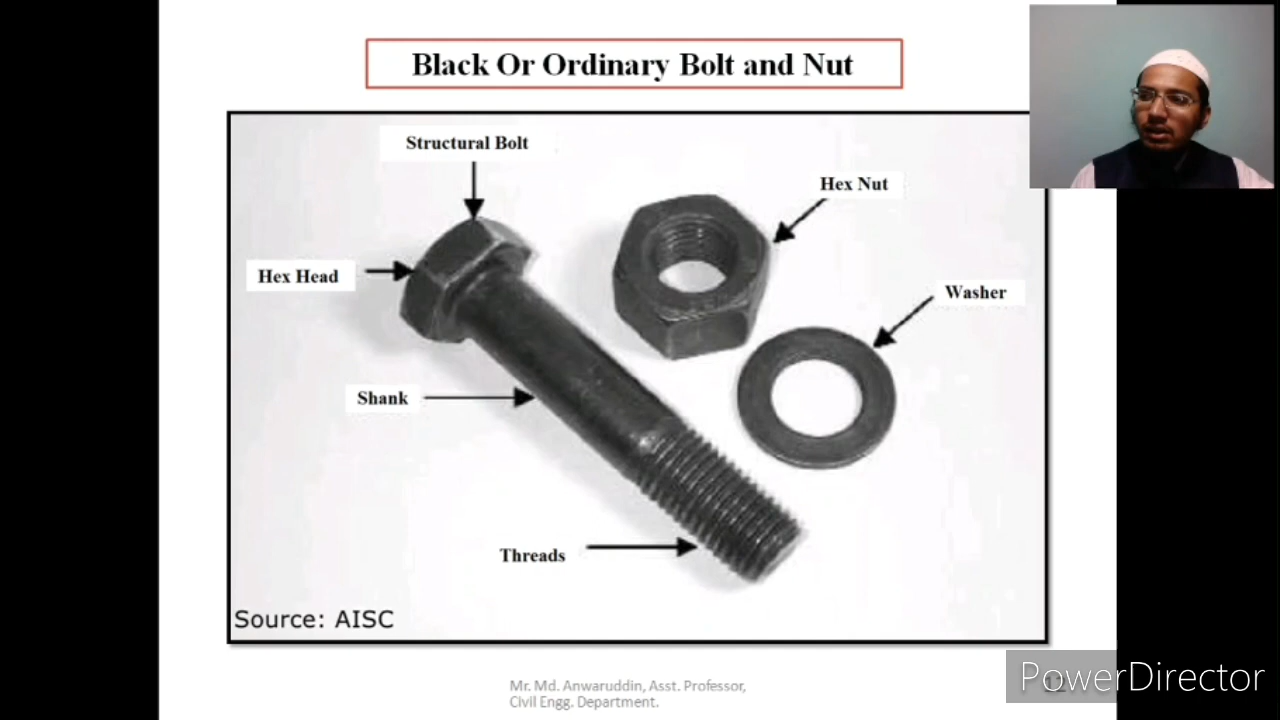 Black Or Ordinary Bolt and Nut
Structural Bolt
Hex Nut
Hex Head
Washer
Shank
Threads
Source: AISC
Mr. Md. Anwaruddin, Asst. Professor,
Civil Engg. Department.
PowerDirector